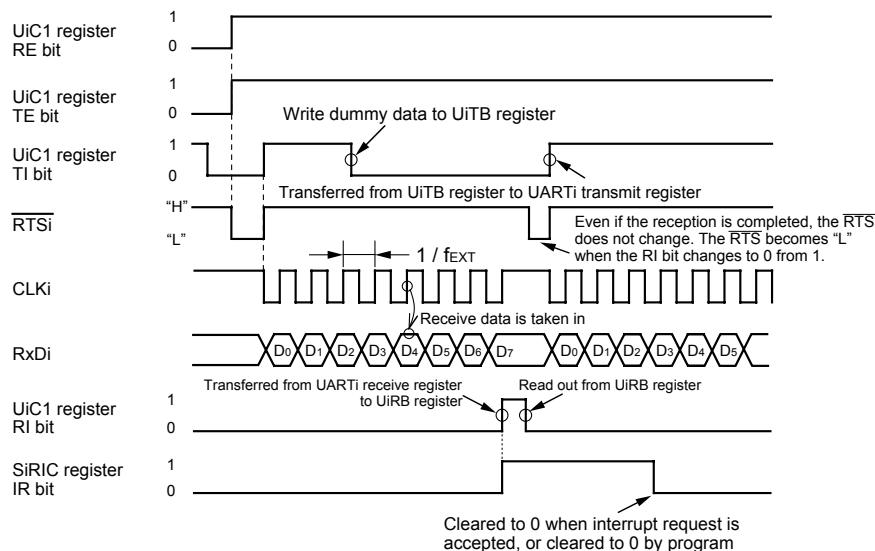 UiC1 register
RE bit
1
0
UiC1 register
TE bit
1
0
Write dummy data to UiTB register
UiC1 register
TI bit
1
0
Transferred from UiTB register to UARTi transmit register
RTSi
“H”
“L”
Even if the reception is completed, the RTS
does not change. The RTS becomes “L”
when the RI bit changes to 0 from 1.
1 / fEXT
CLKi
Receive data is taken in
RxDi
D0 D1 D2 D3 D4 D5 D6 D7 D0 D1 D2 D3 D4 D5
Transferred from UARTi receive register
to UiRB register
Read out from UiRB register
UiC1 register
RI bit
1
0
SiRIC register
IR bit
1
0
Cleared to 0 when interrupt request is
accepted, or cleared to 0 by program